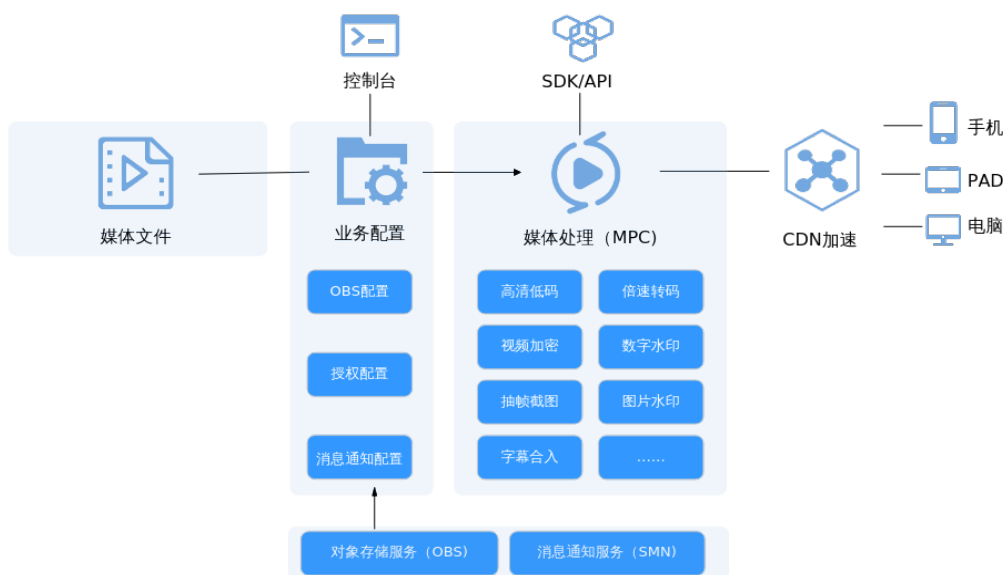 控制台
SDK/API
手机
PAD
电脑
媒体文件
业务配置
媒体处理（MPC)
CDN加速
OBS配置
授权配置
消息通知配置
高清低码
倍速转码
视频加密
数字水印
抽帧截图
图片水印
字幕合入
……
对象存储服务（OBS)
消息通知服务（SMN)